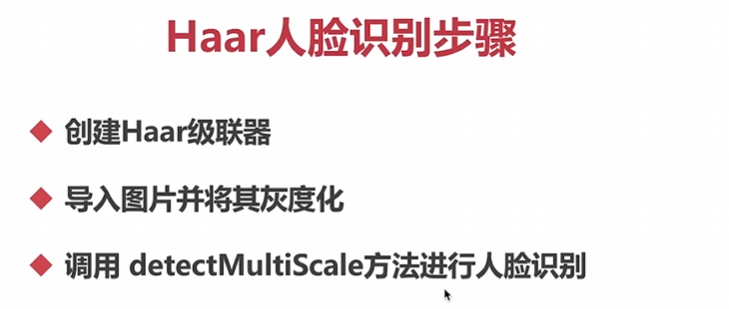 Haar人脸识别步骤
创建Haar级联器
导入图片并将其灰度化
调用 detectMultiScale方法进行人脸识别